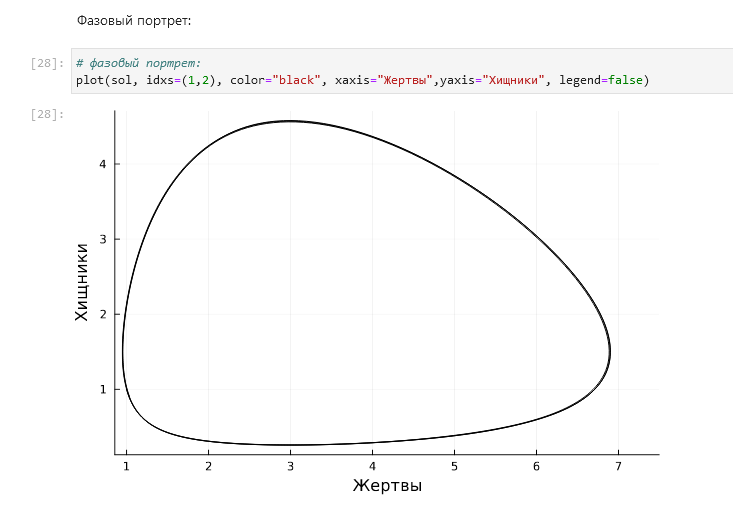 Фазовый портрет:
[28]: # фазовый портрет:
plot(sol, idxs=(1,2), color="black", xaxis="Жертвы",yaxis="Хищники", legend=false)
[28]:
4
3
2
1
Хищники
1 2 3 4 5 6 7
Жертвы